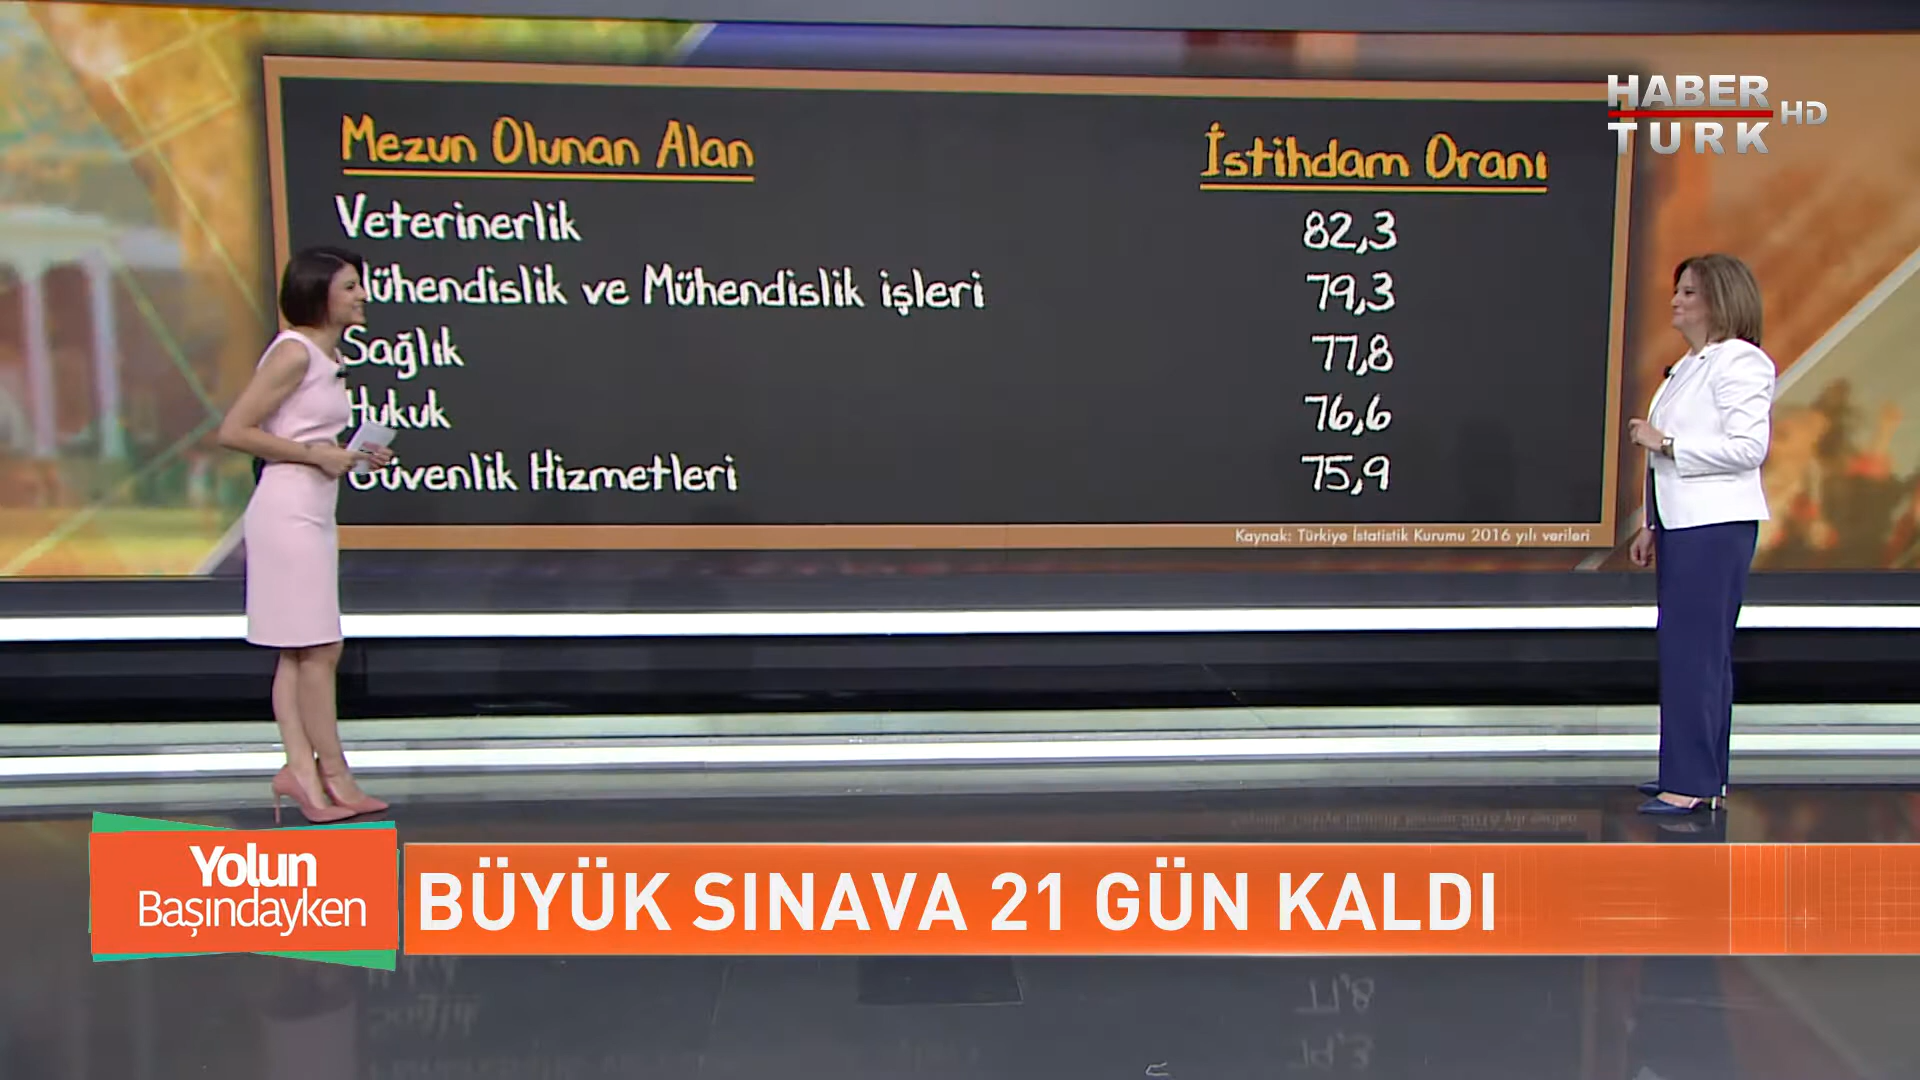 HABER
TURK HD
Mezun Olunan Alan İstihdam Oranı
Veterinerlik 82,3
Mühendislik ve Mühendislik işleri 79,3
Sağlık 77,8
Hukuk 76,6
Güvenlik Hizmetleri 75,9
Kaynak: Türkiye İstatistik Kurumu 2016 yılı verileri
Yolun
Başındayken
BÜYÜK SINAVA 21 GÜN KALDI